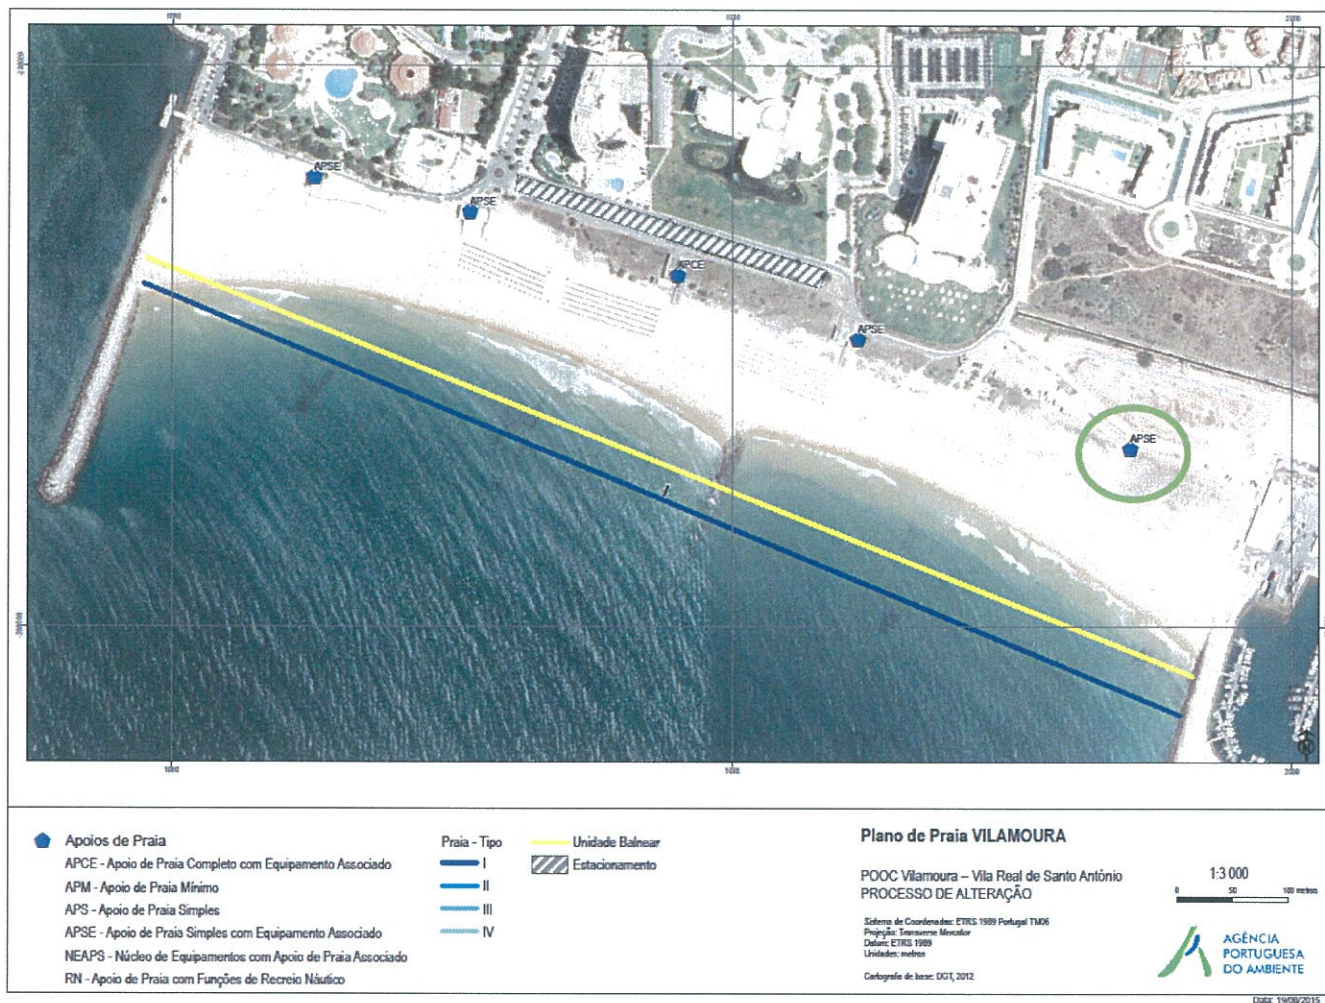 APSE
APSE
APCE
APSE
APSE
I
Apoios de Praia
APCE - Apoio de Praia Completo com Equipamento Associado
APM - Apoio de Praia Mínimo
APS - Apoio de Praia Simples
APSE - Apoio de Praia Simples com Equipamento Associado
NEAPS - Núcleo de Equipamentos com Apoio de Praia Associado
RN - Apoio de Praia com Funções de Recreio Náutico
Praia - Tipo
I
II
III
IV
Unidade Balnear
Estacionamento
Plano de Praia VILAMOURA
POOC Vilamoura – Vila Real de Santo António
PROCESSO DE ALTERAÇÃO
Sistema de Coordenadas: ETRS 1989 Portugal TM06
Projeção: Transverse Mercator
Datum: ETRS 1989
Unidades: metros
Cartografia de base: DGT, 2012
1:3 000
0 50 100 metros
AGÊNCIA
PORTUGUESA
DO AMBIENTE
Data: 19/08/2015